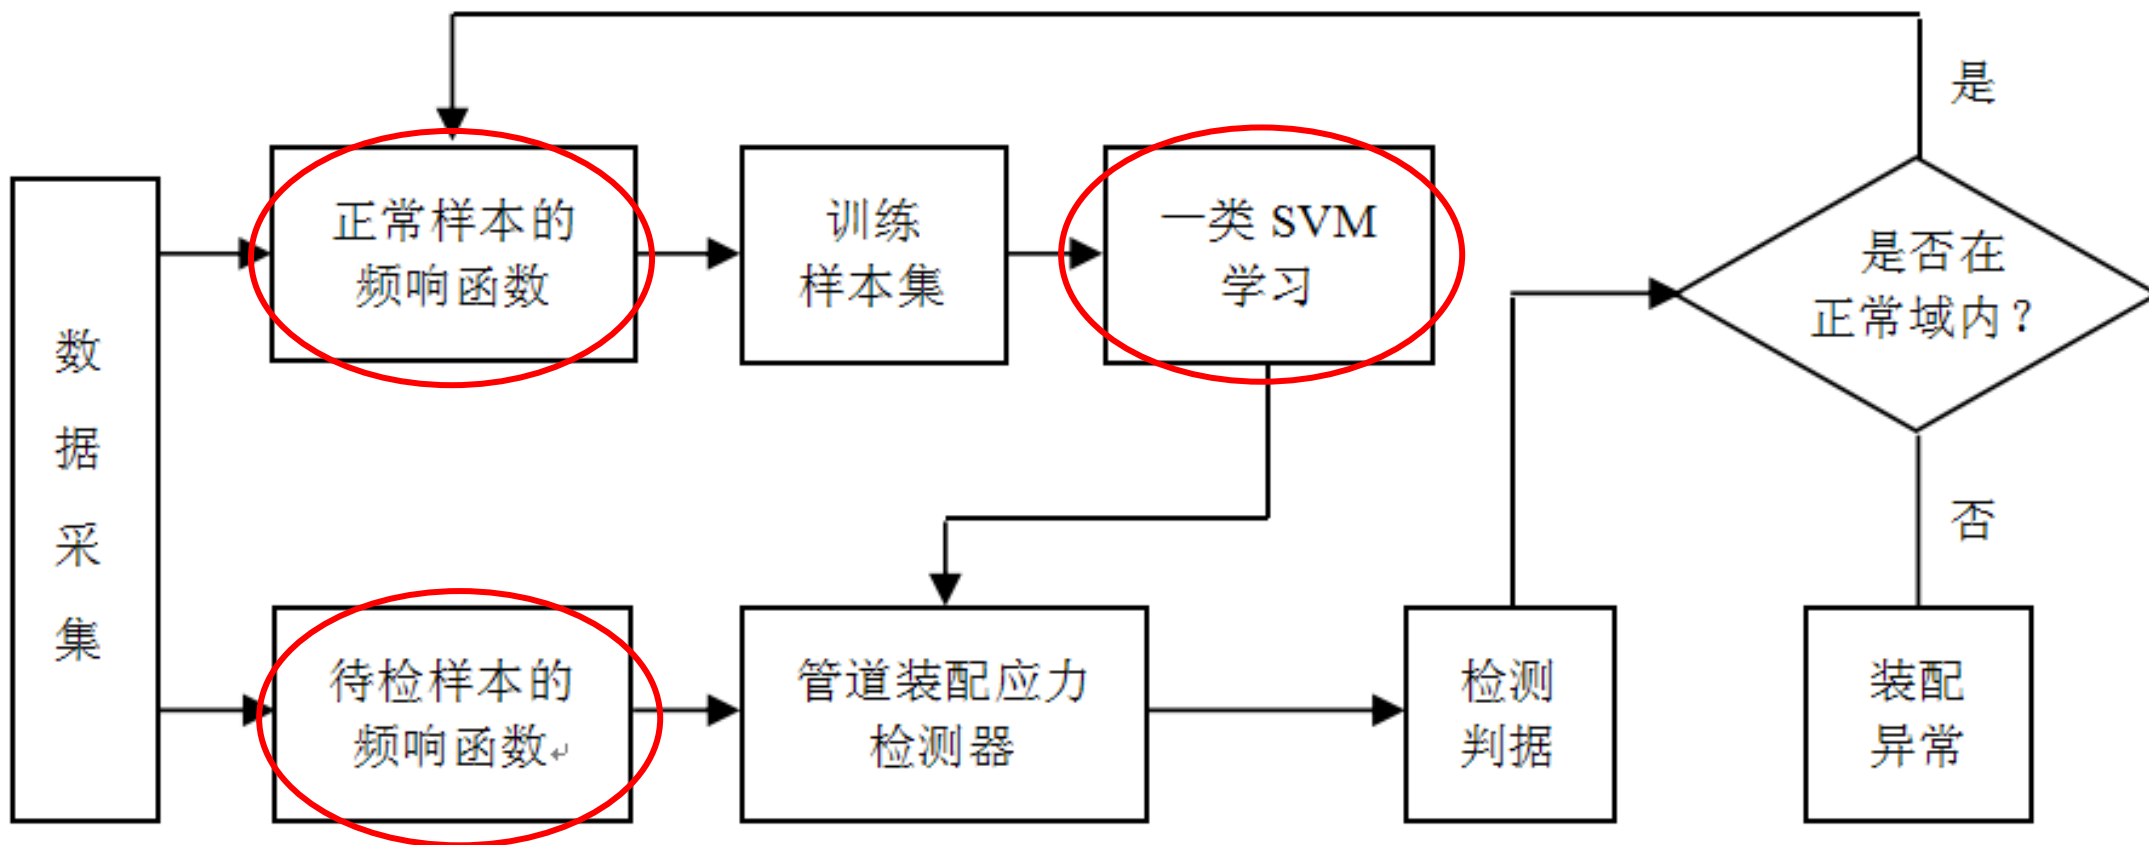 数
据
采
集
正常样本的
频响函数
训练
样本集
一类 SVM
学习
是
是否在
正常域内？
否
待检样本的
频响函数
管道装配应力
检测器
检测
判据
装配
异常